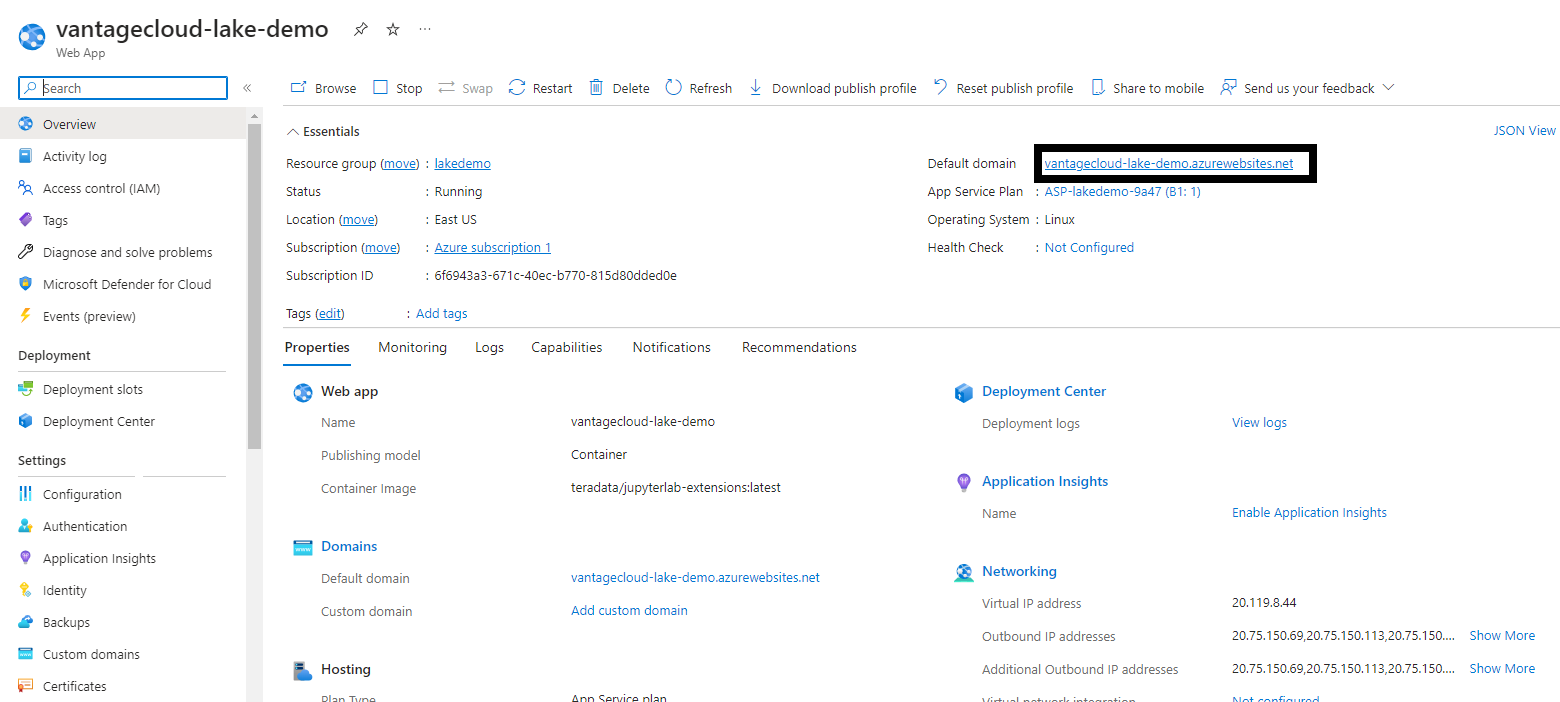 vantagecloud-lake-demo
Web App
Search
Overview
Activity log
Access control (IAM)
Tags
Diagnose and solve problems
Microsoft Defender for Cloud
Events (preview)
Deployment
Deployment slots
Deployment Center
Settings
Configuration
Authentication
Application Insights
Identity
Backups
Custom domains
Certificates
Browse Stop Swap Restart Delete Refresh Download publish profile Reset publish profile Share to mobile Send us your feedback
Essentials
JSON View
Resource group (move) : lakedemo
Status : Running
Location (move) : East US
Subscription (move) : Azure subscription 1
Subscription ID : 6f6943a3-671c-40ec-b770-815d80dded0e
Default domain vantagecloud-lake-demo.azurewebsites.net
App Service Plan : ASP-lakedemo-9a47 (B1: 1)
Operating System : Linux
Health Check : Not Configured
Tags (edit) : Add tags
Properties Monitoring Logs Capabilities Notifications Recommendations
Web app
Name vantagecloud-lake-demo
Publishing model Container
Container Image teradata/jupyterlab-extensions:latest
Domains
Default domain vantagecloud-lake-demo.azurewebsites.net
Custom domain Add custom domain
Hosting
Plan Type App Service plan
Deployment Center
Deployment logs View logs
Application Insights
Name Enable Application Insights
Networking
Virtual IP address 20.119.8.44
Outbound IP addresses 20.75.150.69,20.75.150.113,20.75.150.... Show More
Additional Outbound IP addresses 20.75.150.69,20.75.150.113,20.75.150.... Show More
Virtual network integration Not configured